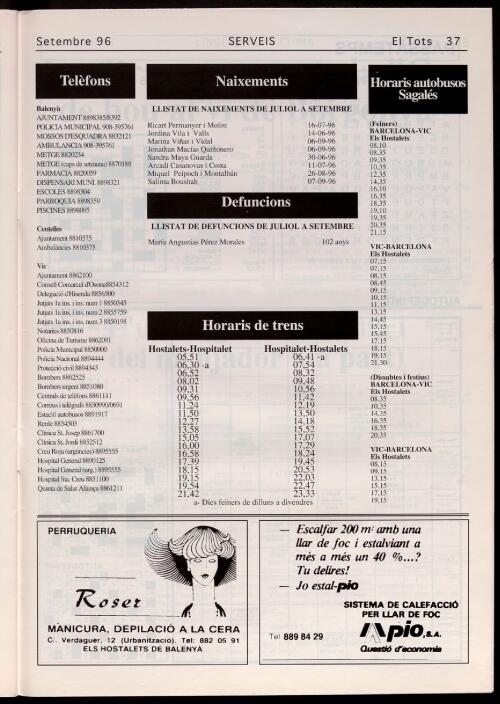 Setembre 96
SERVEIS
El Tots 37
Telèfons
Balenyà
AJUNTAMENT 8898385/8392
POLICIA MUNICIPAL 908-395761
MOSSOS D'ESQUADRA 8832121
AMBULANCIA 908-395761
METGE 8820234
METGE (caps de setmana) 8870188
FARMACIA 8820059
DISPENSARI MUNI. 8898321
ESCOLES 8898304
PARROQUIA 8898359
PISCINES 8898095
Centelles
Ajuntament 8810375
Ambulàncies 8810375
Vic
Ajuntament 8862100
Consell Comarcal d'Osona8854312
Delegació d'Hisenda 8856500
Jutjats 1a ins. i ins. num 1 8850345
Jutjats 1a ins. i ins. num 2 8855759
Jutjats 1a ins. i ins. num 3 8850198
Notaries 8850816
Oficina de Turisme 8862091
Policia Municipal 8850000
Policia Nacional 8894444
Protecció civil 8894343
Bombers 8862525
Bombers urgent 8851080
Centrals de telèfons 8861111
Correus i telègrafs 8850990/0691
Estació autobusos 8891917
Renfe 8854503
Clínica St. Josep 8861700
Clínica St. Jordi 8832512
Creu Roja (urgències) 8895555
Hospital General 8890125
Hospital General (urg.) 8895555
Hospital Sta. Creu 8851100
Quinta de Salut Aliança 8861211
Naixements
LLISTAT DE NAIXEMENTS DE JULIOL A SETEMBRE
Ricart Permanyer i Molist 16-07-96
Jordina Vila i Valls 14-06-96
Marina Viñas i Vidal 06-09-96
Jonathan Macías Quiñonero 06-09-96
Sandra Maya Guarda 30-06-96
Arcadi Casanovas i Costa 11-07-96
Miquel Peipoch i Montalbán 26-08-96
Salima Boushah 07-09-96
Defuncions
LLISTAT DE DEFUNCIONS DE JULIOL A SETEMBRE
María Angustias Pérez Morales 102 anys
Horaris de trens
Hostalets-Hospitalet Hospitalet-Hostalets
05,51 06,41 -a
06,30 -a 07,54
06,52 08,32
08,02 09,48
09,31 10,56
09,56 11,42
11,24 12,19
11,50 13,50
12,27 14,18
13,58 15,52
15,05 17,07
16,00 17,29
16,58 18,24
17,39 19,45
18,15 20,53
19,15 22,03
19,54 22,47
21,42 23,33
a- Dies feiners de dilluns a divendres
Horaris autobusos
Sagalés
(Feiners)
BARCELONA-VIC
Els Hostalets
08,10
08,35
09,35
10,35
12,35
14,35
16,10
16,35
18,35
19,10
19,35
20,35
21,15
VIC-BARCELONA
Els Hostalets
07,15
07,15
08,15
08,45
09,15
10,15
11,15
13,15
14,45
15,15
15,45
17,15
18,15
19,15
21,30
(Dissabtes i festius)
BARCELONA-VIC
Els Hostalets
08,35
10,35
14,35
16,35
18,35
20,35
VIC-BARCELONA
Els Hostalets
08,15
09,15
13,15
15,15
17,15
19,15
PERRUQUERIA
Roser
MANICURA, DEPILACIÓ A LA CERA
C/. Verdaguer, 12 (Urbanització). Tel: 882 05 91
ELS HOSTALETS DE BALENYÀ
— Escalfar 200 m² amb una
llar de foc i estalviant a
més a més un 40 %...?
Tu delires!
— Jo estal-pio
SISTEMA DE CALEFACCIÓ
PER LLAR DE FOC
Tel 889 84 29
pio, S.A.
Questió d'economia